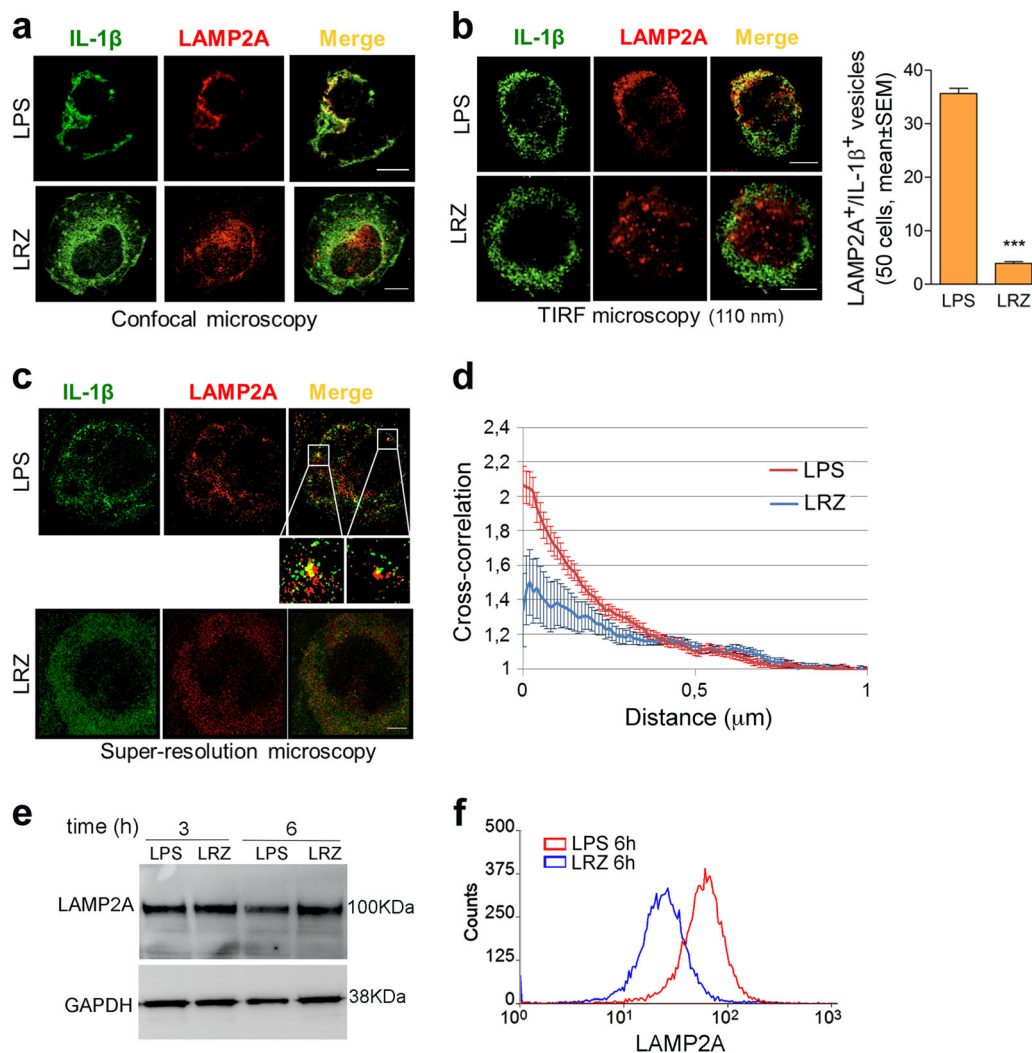 a
IL-1β LAMP2A Merge
LPS
LRZ
Confocal microscopy
b
IL-1β LAMP2A Merge
LPS
LRZ
TIRF microscopy (110 nm)
LAMP2A⁺/IL-1β⁺ vesicles
(50 cells, mean±SEM)
40
30
20
10
0
***
LPS LRZ
c
IL-1β LAMP2A Merge
LPS
LRZ
Super-resolution microscopy
d
Cross-correlation
2,4
2,2
2
1,8
1,6
1,4
1,2
1
LPS
LRZ
0 0,5 1
Distance (μm)
e
time (h) 3 6
LPS LRZ LPS LRZ
LAMP2A 100KDa
GAPDH 38KDa
f
LPS 6h
LRZ 6h
Counts
500
375
250
125
0
10⁰ 10¹ 10² 10³
LAMP2A